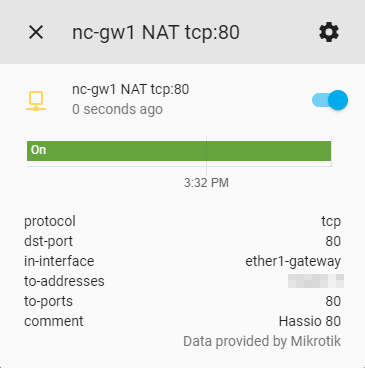 nc-gw1 NAT tcp:80
nc-gw1 NAT tcp:80
0 seconds ago
On
3:32 PM
protocol tcp
dst-port 80
in-interface ether1-gateway
to-addresses
to-ports 80
comment Hassio 80
Data provided by Mikrotik